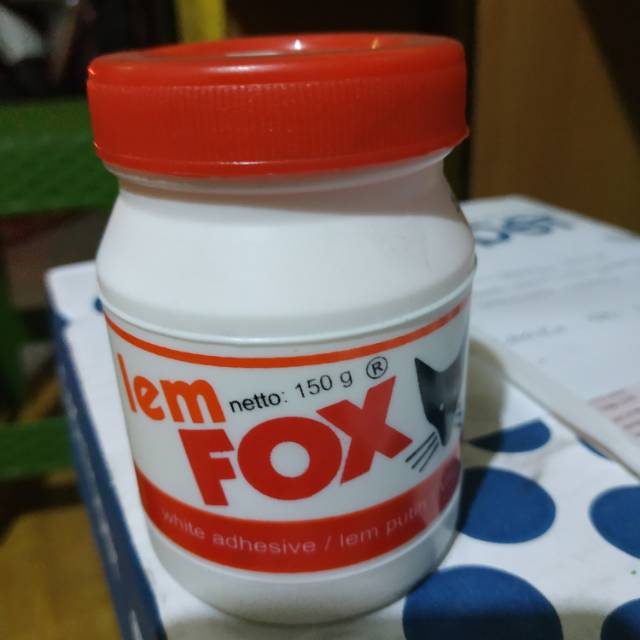 lem
netto: 150 g ®
FOX
white adhesive / lem putih